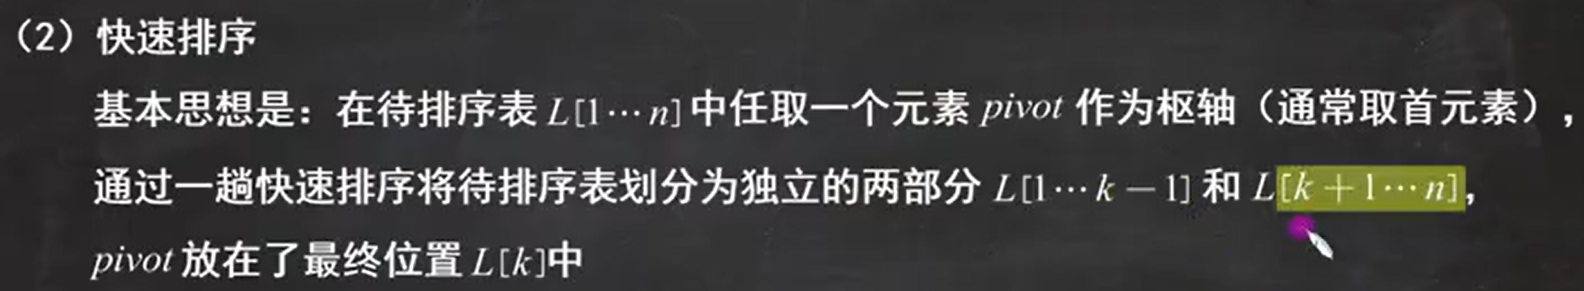 （2）快速排序
基本思想是：在待排序表 L[1⋯n] 中任取一个元素 pivot 作为枢轴（通常取首元素），
通过一趟快速排序将待排序表划分为独立的两部分 L[1⋯k－1] 和 L[k＋1⋯n]，
pivot 放在了最终位置 L[k]中